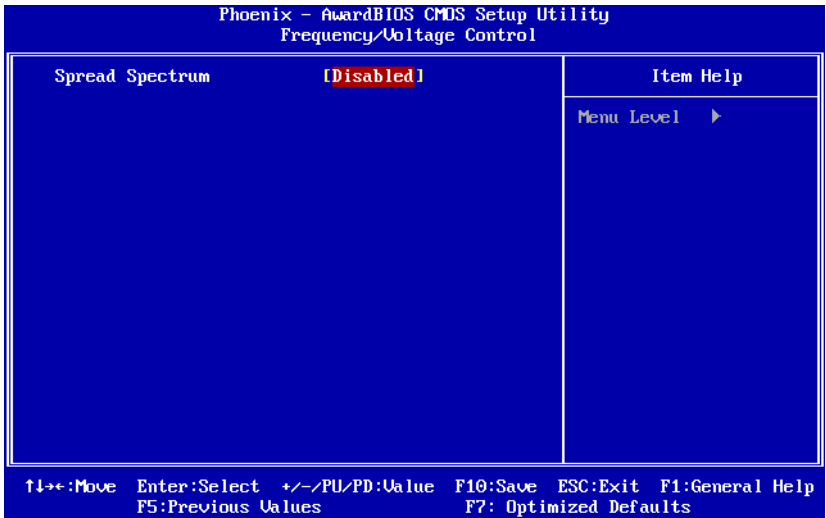 Phoenix - AwardBIOS CMOS Setup Utility
Frequency/Voltage Control
Spread Spectrum [Disabled]
Item Help
Menu Level ▶
↑↓→←:Move Enter:Select +/-/PU/PD:Value F10:Save ESC:Exit F1:General Help
F5:Previous Values F7: Optimized Defaults